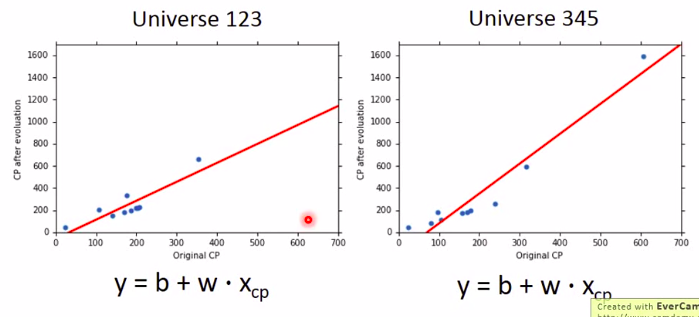 Universe 123
Universe 345
1600
1400
1200
1000
800
600
400
200
0
CP after evoluation
0 100 200 300 400 500 600 700
Original CP
1600
1400
1200
1000
800
600
400
200
0
CP after evoluation
0 100 200 300 400 500 600 700
Original CP
y = b + w · xcp
y = b + w · xcp
Created with EverCam